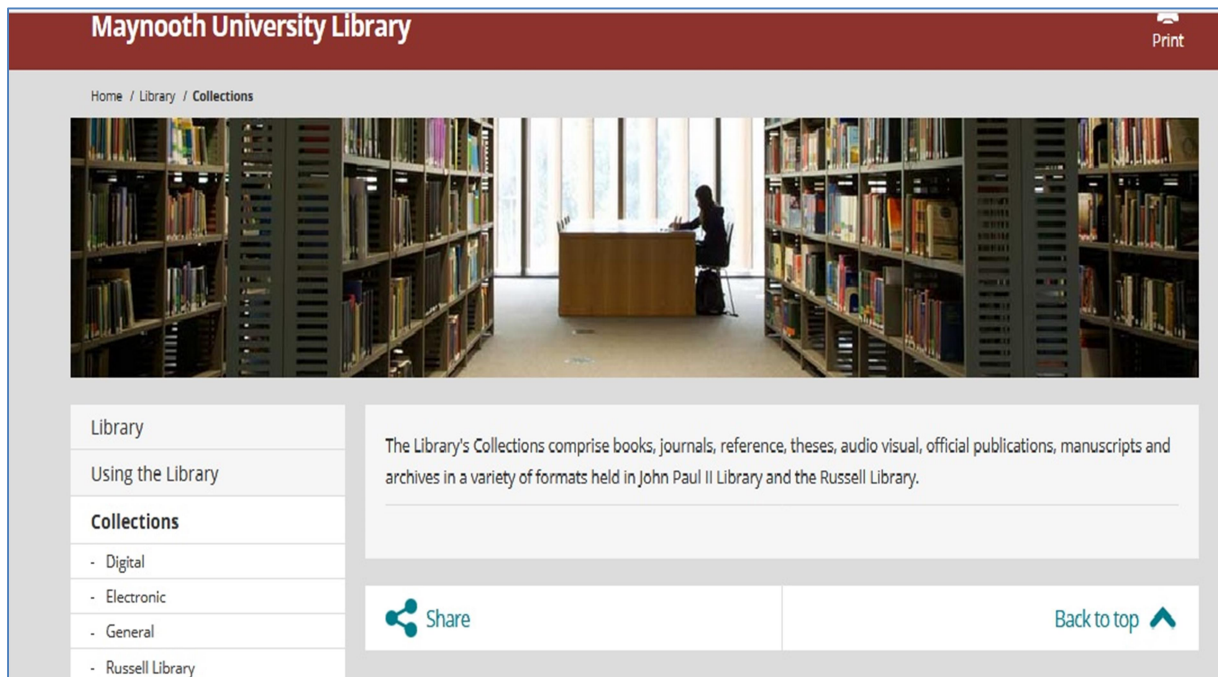 Maynooth University Library
Print
Home / Library / Collections
Library
Using the Library
Collections
- Digital
- Electronic
- General
- Russell Library
The Library's Collections comprise books, journals, reference, theses, audio visual, official publications, manuscripts and
archives in a variety of formats held in John Paul II Library and the Russell Library.
Share
Back to top